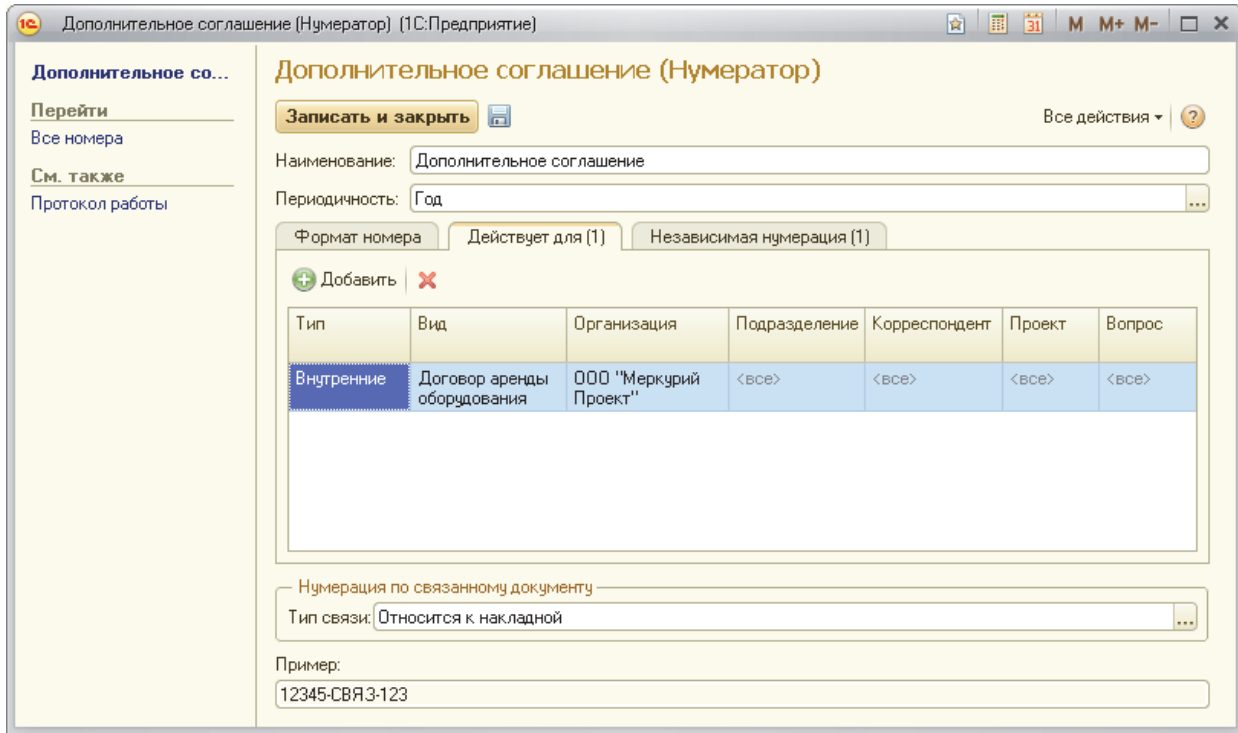 Дополнительное соглашение (Нумератор) (1С:Предприятие)
31
M M+ M-
Дополнительное со...
Перейти
Все номера
См. также
Протокол работы
Дополнительное соглашение (Нумератор)
Записать и закрыть
Все действия
?
Наименование: Дополнительное соглашение
Периодичность: Год
...
Формат номера
Действует для (1)
Независимая нумерация (1)
Добавить
Тип Вид Организация Подразделение Корреспондент Проект Вопрос
Внутренние Договор аренды ООО "Меркурий <все> <все> <все> <все>
оборудования Проект"
Нумерация по связанному документу
Тип связи: Относится к накладной
...
Пример:
12345-СВЯЗ-123